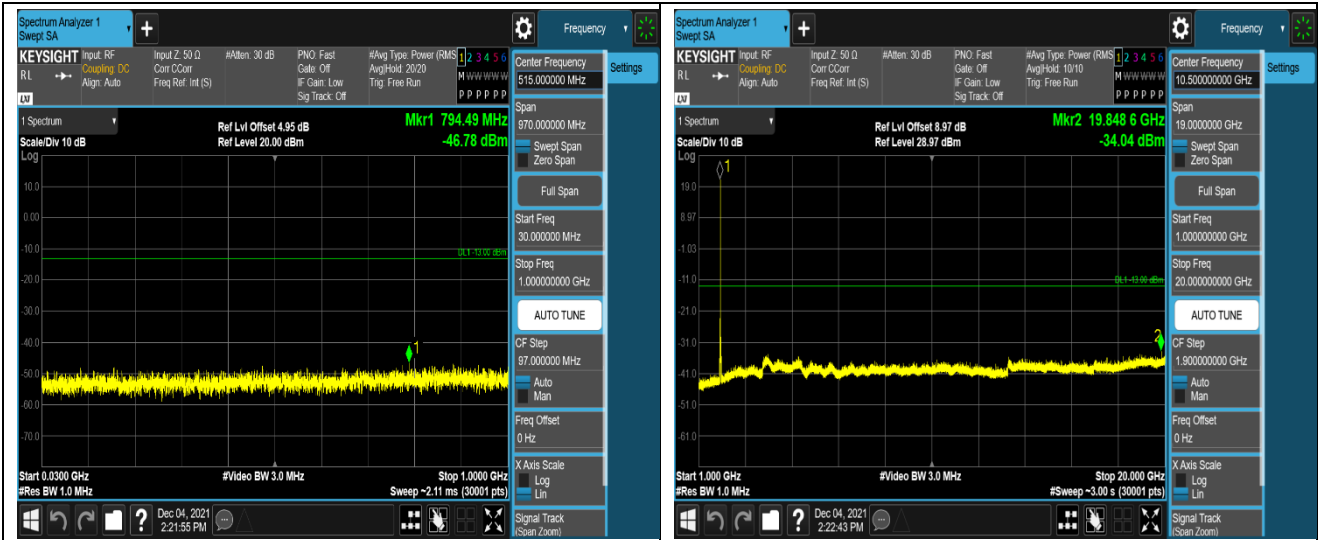 Spectrum Analyzer 1
Swept SA
+
Frequency
KEYSIGHT
RL
LXI
Input: RF
Coupling: DC
Align: Auto
Input Z: 50 Ω
Corr CCorr
Freq Ref: Int (S)
#Atten: 30 dB
PNO: Fast
Gate: Off
IF Gain: Low
Sig Track: Off
#Avg Type: Power (RMS
Avg|Hold: 20/20
Trig: Free Run
1 2 3 4 5 6
M W W W W W
P P P P P P
Center Frequency
515.000000 MHz
Settings
Span
970.000000 MHz
Swept Span
Zero Span
Full Span
Start Freq
30.000000 MHz
Stop Freq
1.000000000 GHz
AUTO TUNE
CF Step
97.000000 MHz
Auto
Man
Freq Offset
0 Hz
X Axis Scale
Log
Lin
Signal Track
(Span Zoom)
1 Spectrum
Scale/Div 10 dB
Log
Ref Lvl Offset 4.95 dB
Ref Level 20.00 dBm
Mkr1 794.49 MHz
-46.78 dBm
10.0
0.00
-10.0
DL1 -13.00 dBm
-20.0
-30.0
-40.0
1
-50.0
-60.0
-70.0
Start 0.0300 GHz
#Res BW 1.0 MHz
#Video BW 3.0 MHz
Stop 1.0000 GHz
Sweep ~2.11 ms (30001 pts)
?
Dec 04, 2021
2:21:55 PM
Spectrum Analyzer 1
Swept SA
+
Frequency
KEYSIGHT
RL
LXI
Input: RF
Coupling: DC
Align: Auto
Input Z: 50 Ω
Corr CCorr
Freq Ref: Int (S)
#Atten: 30 dB
PNO: Fast
Gate: Off
IF Gain: Low
Sig Track: Off
#Avg Type: Power (RMS
Avg|Hold: 10/10
Trig: Free Run
1 2 3 4 5 6
M W W W W W
P P P P P P
Center Frequency
10.500000000 GHz
Settings
Span
19.0000000 GHz
Swept Span
Zero Span
Full Span
Start Freq
1.000000000 GHz
Stop Freq
20.000000000 GHz
AUTO TUNE
CF Step
1.900000000 GHz
Auto
Man
Freq Offset
0 Hz
X Axis Scale
Log
Lin
Signal Track
(Span Zoom)
1 Spectrum
Scale/Div 10 dB
Log
Ref Lvl Offset 8.97 dB
Ref Level 28.97 dBm
Mkr2 19.848 6 GHz
-34.04 dBm
1
19.0
8.97
-1.03
-11.0
DL1 -13.00 dBm
-21.0
-31.0
2
-41.0
-51.0
-61.0
Start 1.000 GHz
#Res BW 1.0 MHz
#Video BW 3.0 MHz
Stop 20.000 GHz
#Sweep ~3.00 s (30001 pts)
?
Dec 04, 2021
2:22:43 PM